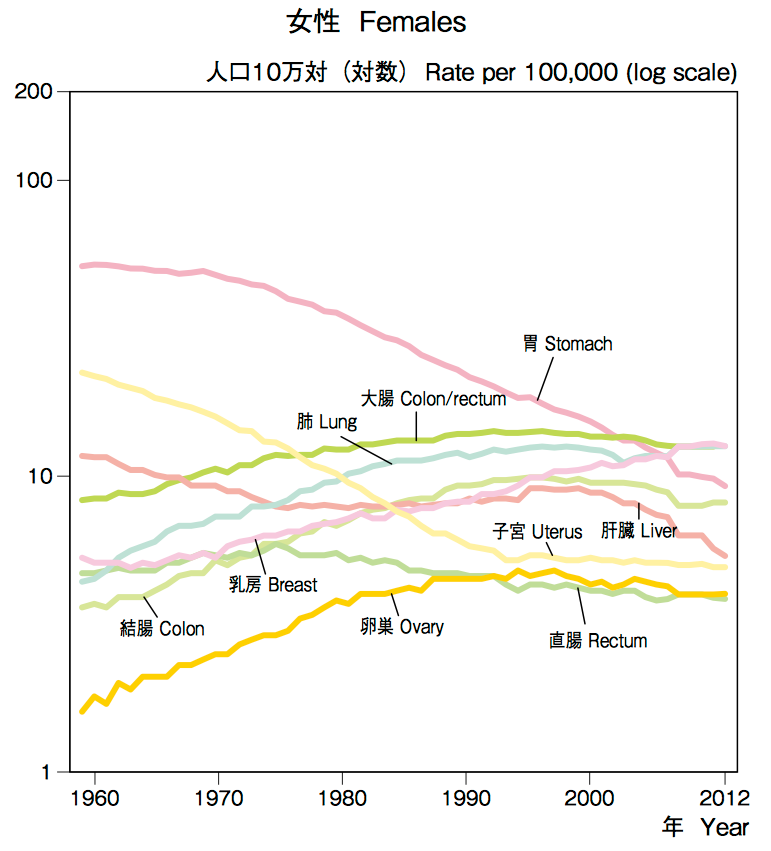 女性 Females
人口10万対（対数）Rate per 100,000 (log scale)
200
100
胃 Stomach
大腸 Colon/rectum
肺 Lung
10
子宮 Uterus
肝臓 Liver
乳房 Breast
結腸 Colon
卵巣 Ovary
直腸 Rectum
1
1960 1970 1980 1990 2000 2012
年 Year